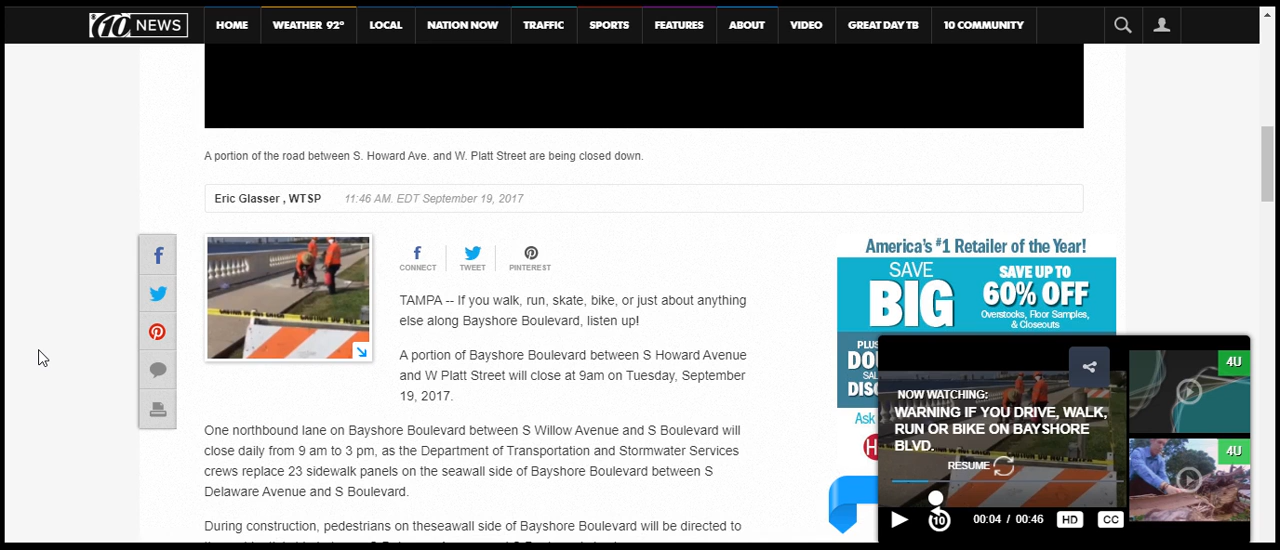 10 NEWS
HOME WEATHER 92° LOCAL NATION NOW TRAFFIC SPORTS FEATURES ABOUT VIDEO GREAT DAY TB 10 COMMUNITY
A portion of the road between S. Howard Ave. and W. Platt Street are being closed down.
Eric Glasser , WTSP 11:46 AM. EDT September 19, 2017
CONNECT TWEET PINTEREST
TAMPA -- If you walk, run, skate, bike, or just about anything
else along Bayshore Boulevard, listen up!
A portion of Bayshore Boulevard between S Howard Avenue
and W Platt Street will close at 9am on Tuesday, September
19, 2017.
One northbound lane on Bayshore Boulevard between S Willow Avenue and S Boulevard will
close daily from 9 am to 3 pm, as the Department of Transportation and Stormwater Services
crews replace 23 sidewalk panels on the seawall side of Bayshore Boulevard between S
Delaware Avenue and S Boulevard.
During construction, pedestrians on theseawall side of Bayshore Boulevard will be directed to
America's #1 Retailer of the Year!
SAVE
BIG
SAVE UP TO
60% OFF
Overstocks, Floor Samples,
& Closeouts
PLUS
DO
SAL
DISC
Ask
H
NOW WATCHING:
WARNING IF YOU DRIVE, WALK,
RUN OR BIKE ON BAYSHORE
BLVD.
RESUME
10 00:04 / 00:46 HD CC
4U
4U